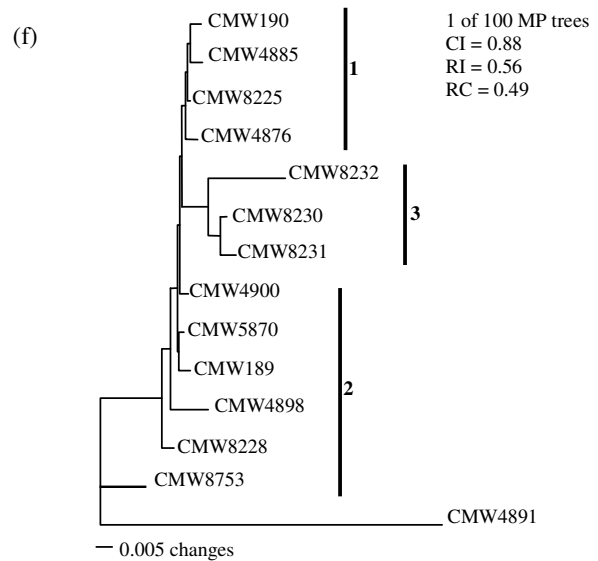 (f)
1 of 100 MP trees
CI = 0.88
RI = 0.56
RC = 0.49
CMW190
CMW4885
CMW8225
CMW4876
1
CMW8232
CMW8230
CMW8231
3
CMW4900
CMW5870
CMW189
CMW4898
CMW8228
CMW8753
2
CMW4891
0.005 changes